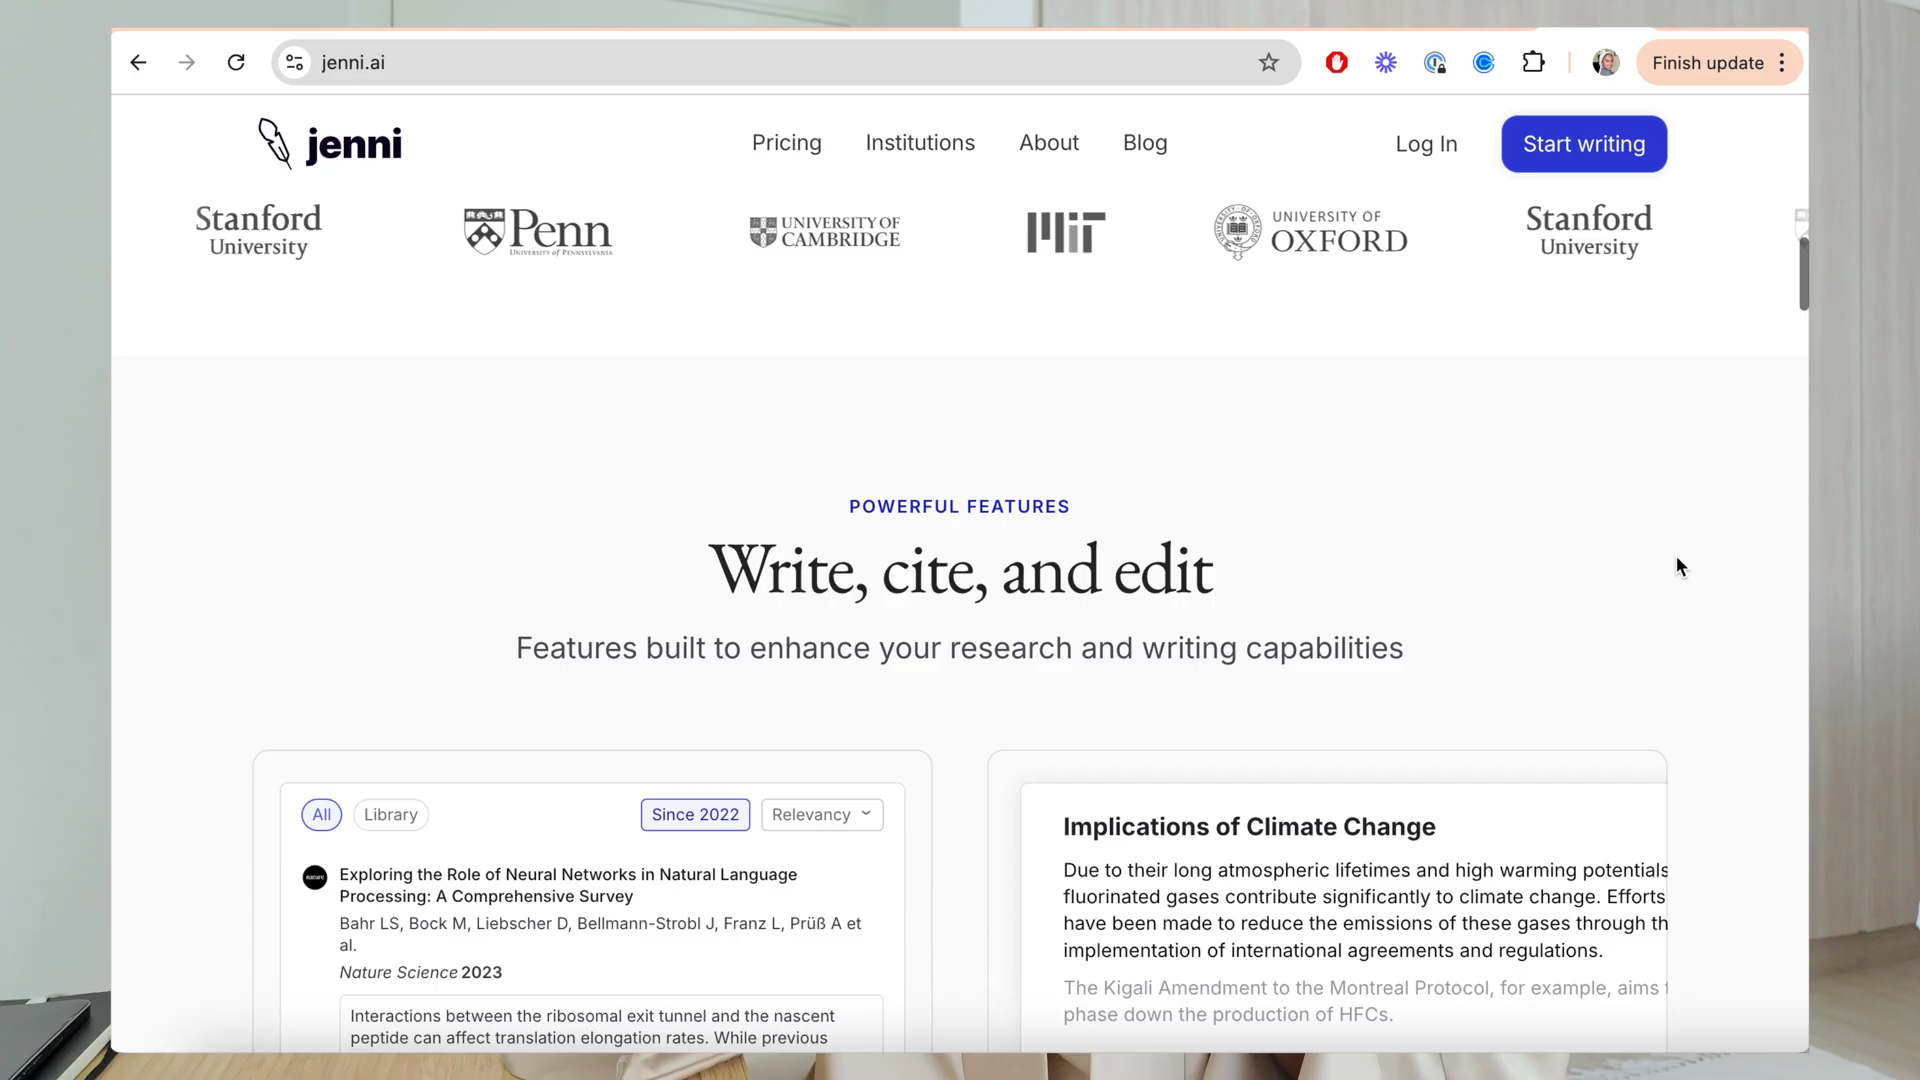 jenni.ai
Finish update
jenni
Pricing
Institutions
About
Blog
Log In
Start writing
Stanford
University
Penn
UNIVERSITY of PENNSYLVANIA
UNIVERSITY OF
CAMBRIDGE
MIT
UNIVERSITY OF
OXFORD
Stanford
University
POWERFUL FEATURES
Write, cite, and edit
Features built to enhance your research and writing capabilities
All
Library
Since 2022
Relevancy
nature
Exploring the Role of Neural Networks in Natural Language
Processing: A Comprehensive Survey
Bahr LS, Bock M, Liebscher D, Bellmann-Strobl J, Franz L, Prüß A et
al.
Nature Science 2023
Interactions between the ribosomal exit tunnel and the nascent
peptide can affect translation elongation rates. While previous
Implications of Climate Change
Due to their long atmospheric lifetimes and high warming potentials
fluorinated gases contribute significantly to climate change. Efforts
have been made to reduce the emissions of these gases through th
implementation of international agreements and regulations.
The Kigali Amendment to the Montreal Protocol, for example, aims t
phase down the production of HFCs.